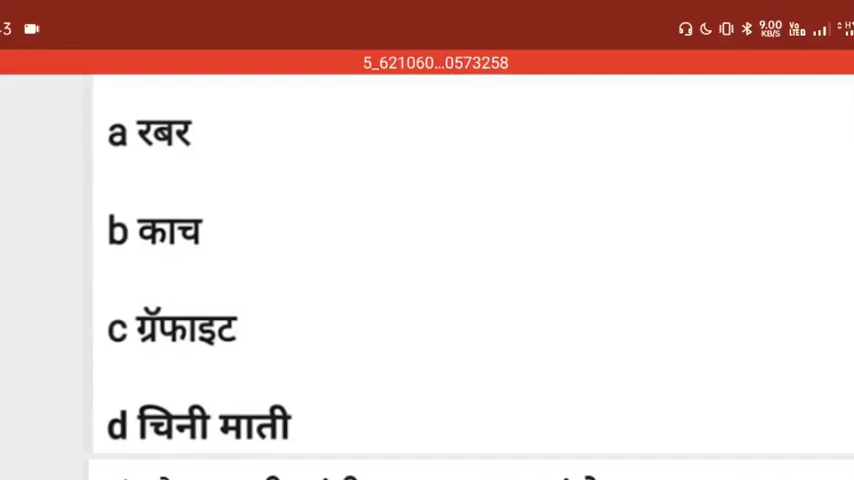 5_621060...0573258
a रबर
b काच
c ग्रॅफाइट
d चिनी माती